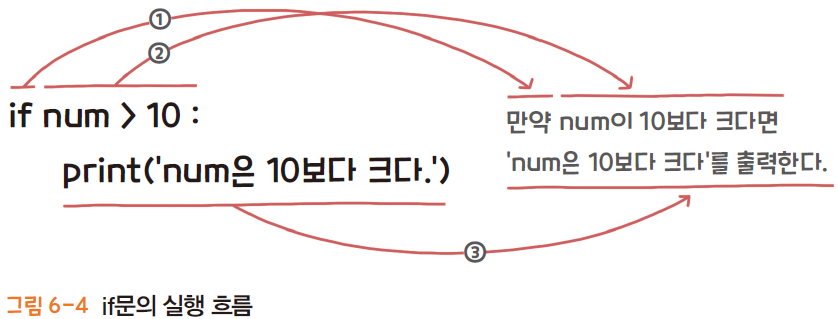 ①
②
if num > 10 :
만약 num이 10보다 크다면
print('num은 10보다 크다.')
'num은 10보다 크다'를 출력한다.
③
그림 6-4 if문의 실행 흐름